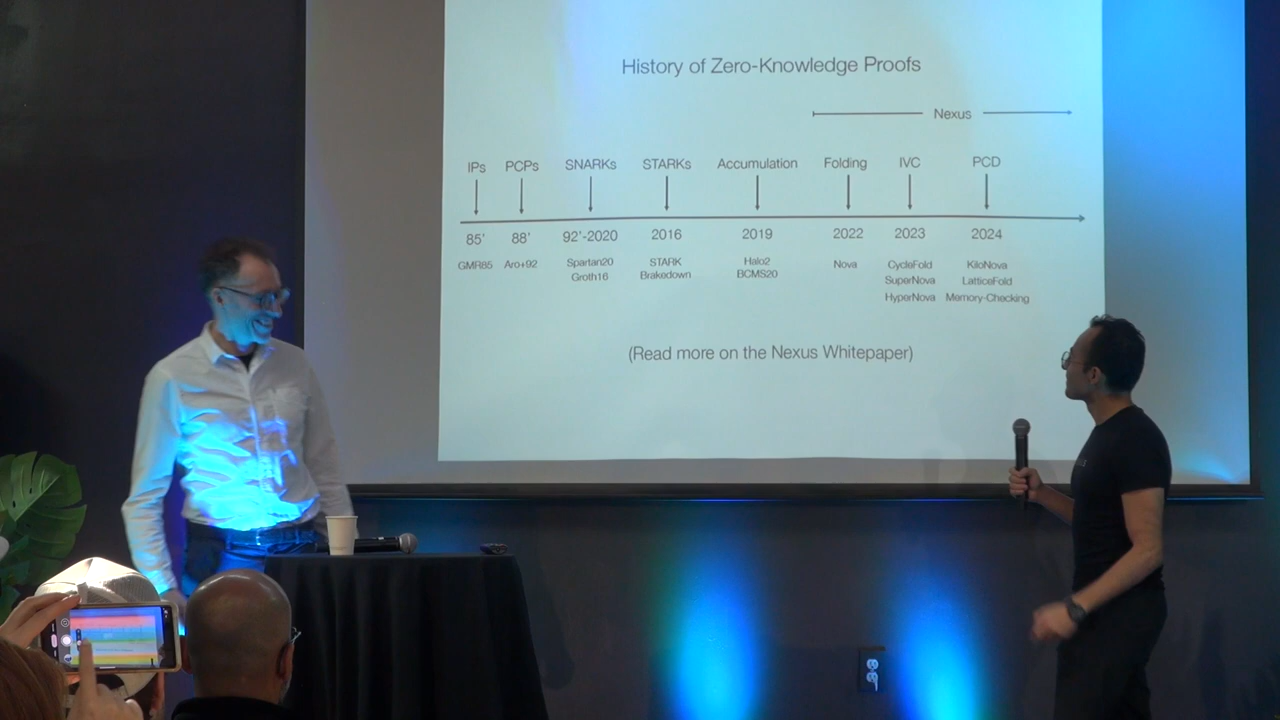 History of Zero-Knowledge Proofs
Nexus
IPs PCPs SNARKs STARKs Accumulation Folding IVC PCD
85' 88' 92'-2020 2016 2019 2022 2023 2024
GMR85 Aro+92 Spartan20 STARK Halo2 Nova CycleFold KiloNova
Groth16 Brakedown BCMS20 SuperNova LatticeFold
HyperNova Memory-Checking
(Read more on the Nexus Whitepaper)